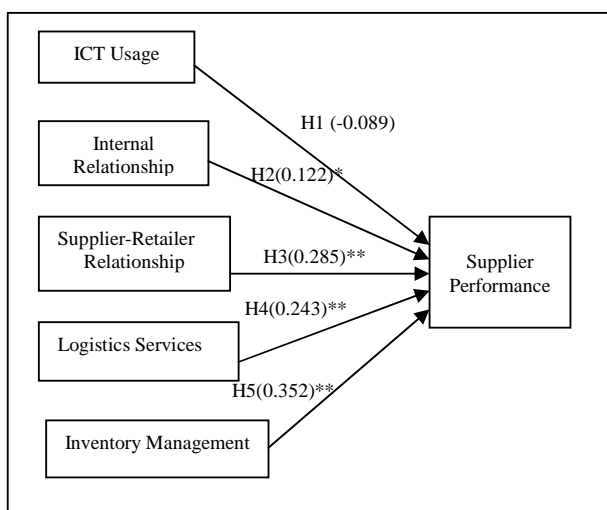 ICT Usage
H1 (-0.089)
Internal
Relationship
H2(0.122)*
Supplier-Retailer
Relationship
H3(0.285)**
Supplier
Performance
Logistics Services
H4(0.243)**
H5(0.352)**
Inventory Management